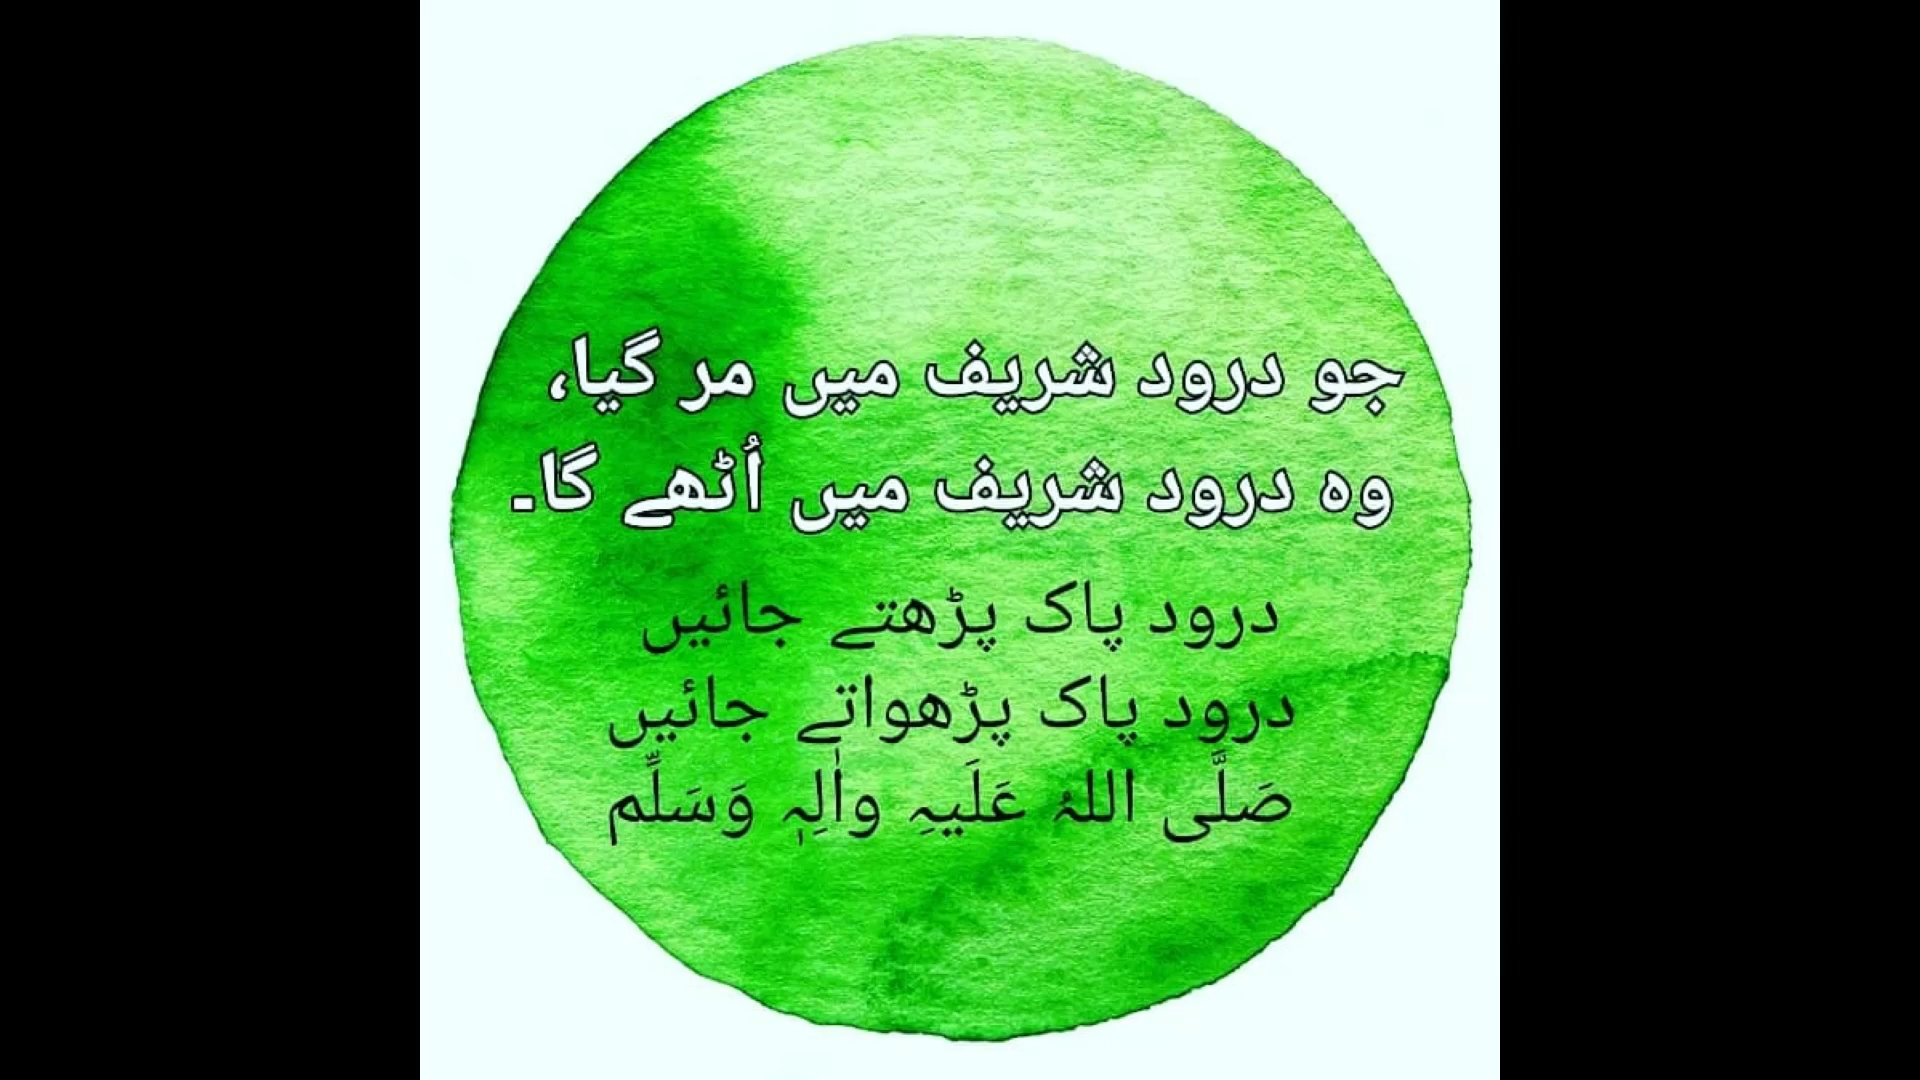 جو درود شریف میں مر گیا،
وہ درود شریف میں اُٹھے گا۔
درود پاک پڑھتے جائیں
درود پاک پڑھواتے جائیں
صَلَّی اللہُ عَلَیہِ واٰلِہٖ وَسَلِّم